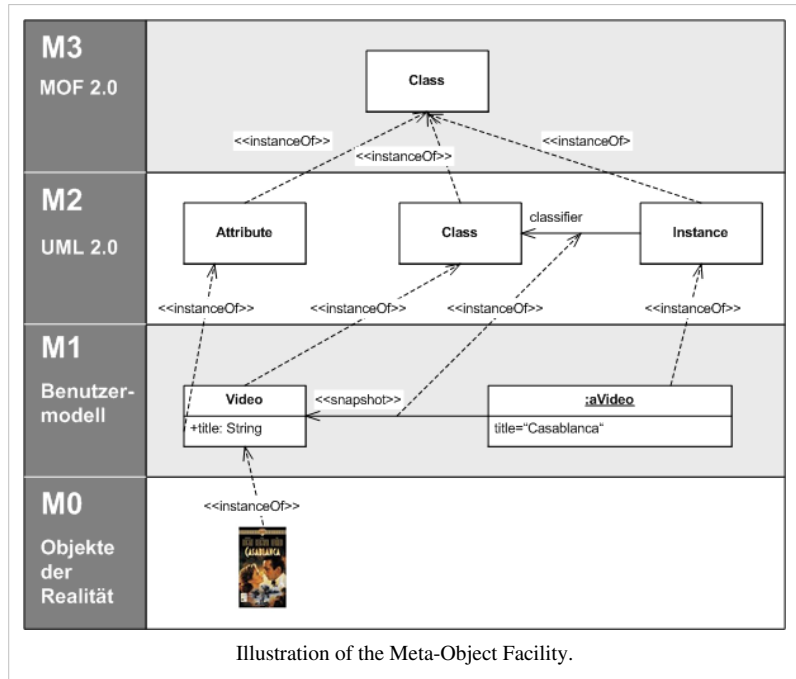 M3
MOF 2.0
Class
<<instanceOf>>
<<instanceOf>>
<<instanceOf>
M2
UML 2.0
Attribute
Class
classifier
Instance
<<instanceOf>>
<<instanceOf>>
<<instanceOf>>
<<instanceOf>>
M1
Benutzer-
modell
Video
+title: String
<<snapshot>>
:aVideo
title="Casablanca"
M0
Objekte
der
Realität
<<instanceOf>>
CASABLANCA
Illustration of the Meta-Object Facility.